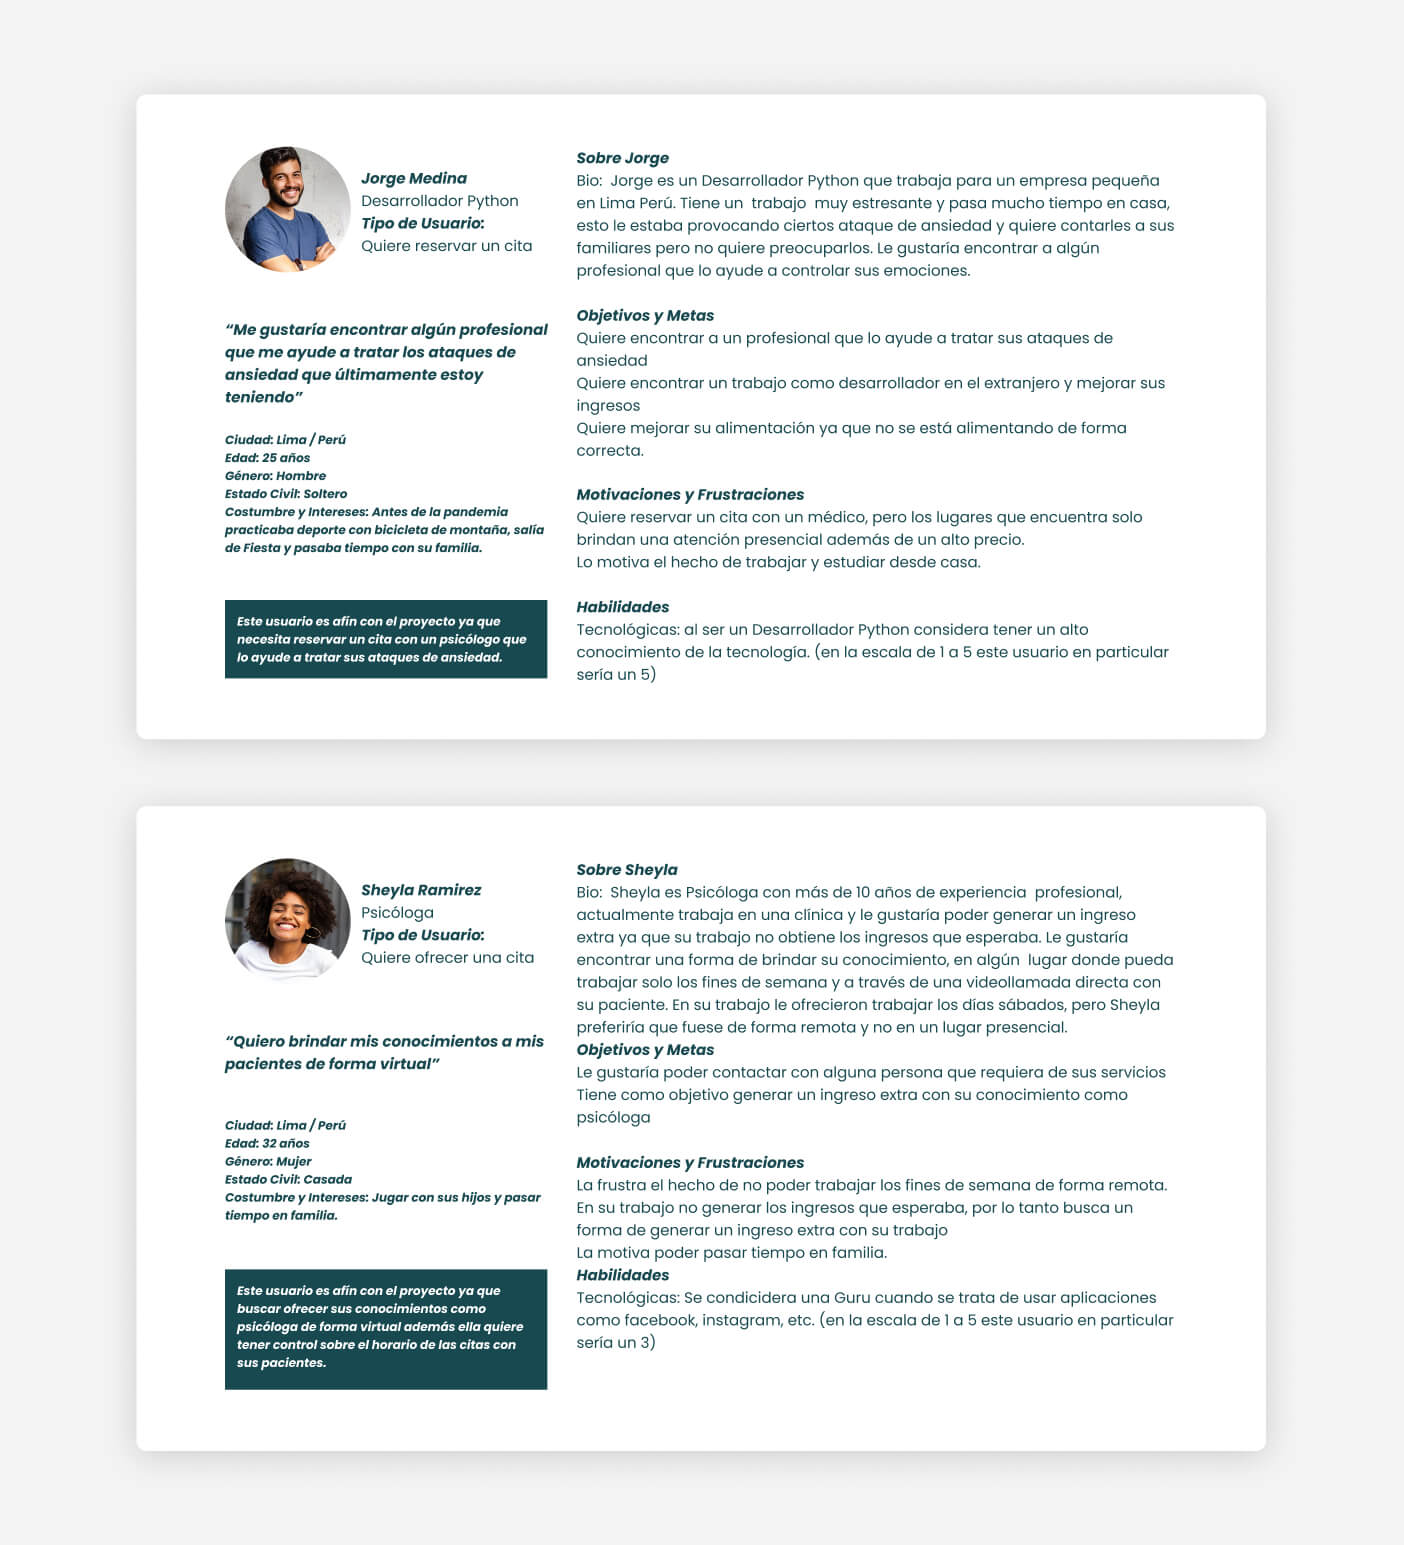 Jorge Medina
Desarrollador Python
Tipo de Usuario:
Quiere reservar un cita
“Me gustaría encontrar algún profesional
que me ayude a tratar los ataques de
ansiedad que últimamente estoy
teniendo”
Ciudad: Lima / Perú
Edad: 25 años
Género: Hombre
Estado Civil: Soltero
Costumbre y Intereses: Antes de la pandemia
practicaba deporte con bicicleta de montaña, salía
de Fiesta y pasaba tiempo con su familia.
Este usuario es afín con el proyecto ya que
necesita reservar un cita con un psicólogo que
lo ayude a tratar sus ataques de ansiedad.
Sobre Jorge
Bio:  Jorge es un Desarrollador Python que trabaja para un empresa pequeña
en Lima Perú. Tiene un  trabajo  muy estresante y pasa mucho tiempo en casa,
esto le estaba provocando ciertos ataque de ansiedad y quiere contarles a sus
familiares pero no quiere preocuparlos. Le gustaría encontrar a algún
profesional que lo ayude a controlar sus emociones.
Objetivos y Metas
Quiere encontrar a un profesional que lo ayude a tratar sus ataques de
ansiedad
Quiere encontrar un trabajo como desarrollador en el extranjero y mejorar sus
ingresos
Quiere mejorar su alimentación ya que no se está alimentando de forma
correcta.
Motivaciones y Frustraciones
Quiere reservar un cita con un médico, pero los lugares que encuentra solo
brindan una atención presencial además de un alto precio.
Lo motiva el hecho de trabajar y estudiar desde casa.
Habilidades
Tecnológicas: al ser un Desarrollador Python considera tener un alto
conocimiento de la tecnología. (en la escala de 1 a 5 este usuario en particular
sería un 5)
Sheyla Ramirez
Psicóloga
Tipo de Usuario:
Quiere ofrecer una cita
“Quiero brindar mis conocimientos a mis
pacientes de forma virtual”
Ciudad: Lima / Perú
Edad: 32 años
Género: Mujer
Estado Civil: Casada
Costumbre y Intereses: Jugar con sus hijos y pasar
tiempo en familia.
Este usuario es afín con el proyecto ya que
buscar ofrecer sus conocimientos como
psicóloga de forma virtual además ella quiere
tener control sobre el horario de las citas con
sus pacientes.
Sobre Sheyla
Bio:  Sheyla es Psicóloga con más de 10 años de experiencia  profesional,
actualmente trabaja en una clínica y le gustaría poder generar un ingreso
extra ya que su trabajo no obtiene los ingresos que esperaba. Le gustaría
encontrar una forma de brindar su conocimiento, en algún  lugar donde pueda
trabajar solo los fines de semana y a través de una videollamada directa con
su paciente. En su trabajo le ofrecieron trabajar los días sábados, pero Sheyla
preferiría que fuese de forma remota y no en un lugar presencial.
Objetivos y Metas
Le gustaría poder contactar con alguna persona que requiera de sus servicios
Tiene como objetivo generar un ingreso extra con su conocimiento como
psicóloga
Motivaciones y Frustraciones
La frustra el hecho de no poder trabajar los fines de semana de forma remota.
En su trabajo no generar los ingresos que esperaba, por lo tanto busca un
forma de generar un ingreso extra con su trabajo
La motiva poder pasar tiempo en familia.
Habilidades
Tecnológicas: Se condicidera una Guru cuando se trata de usar aplicaciones
como facebook, instagram, etc. (en la escala de 1 a 5 este usuario en particular
sería un 3)